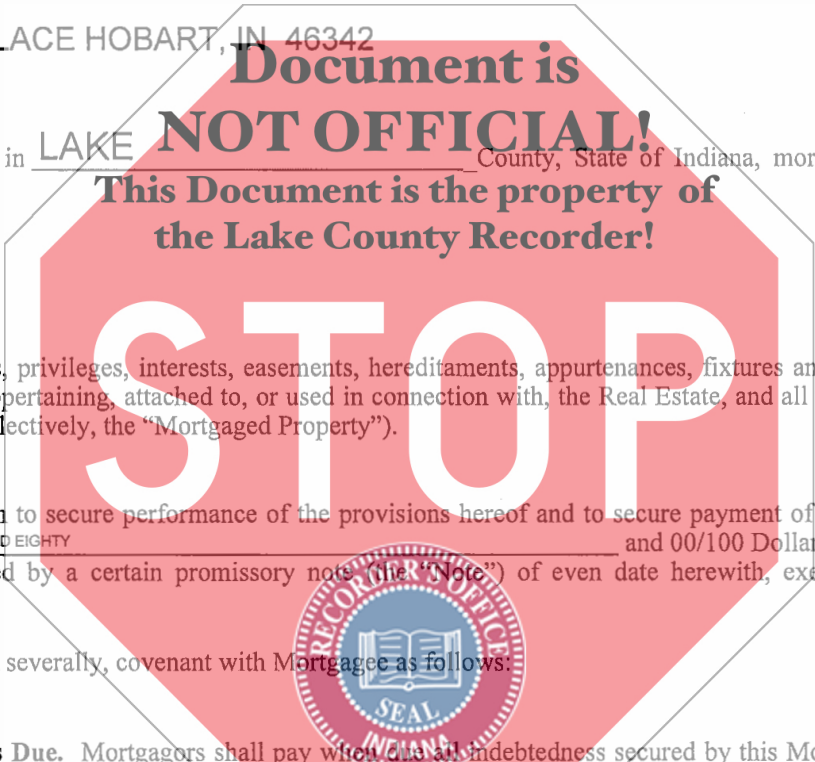 LACE HOBART, IN 46342
Document is
NOT OFFICIAL!
in LAKE County, State of Indiana, mor
This Document is the property of
the Lake County Recorder!
STOP
, privileges, interests, easements, hereditaments, appurtenances, fixtures an
pertaining, attached to, or used in connection with, the Real Estate, and all
lectively, the “Mortgaged Property”).
n to secure performance of the provisions hereof and to secure payment of
D EIGHTY and 00/100 Dollar
d by a certain promissory note (the “Note”) of even date herewith, exe
RECORDER'S OFFICE
severally, covenant with Mortgagee as follows:
SEAL
INDIANA
s Due. Mortgagors shall pay when due all indebtedness secured by this Mo